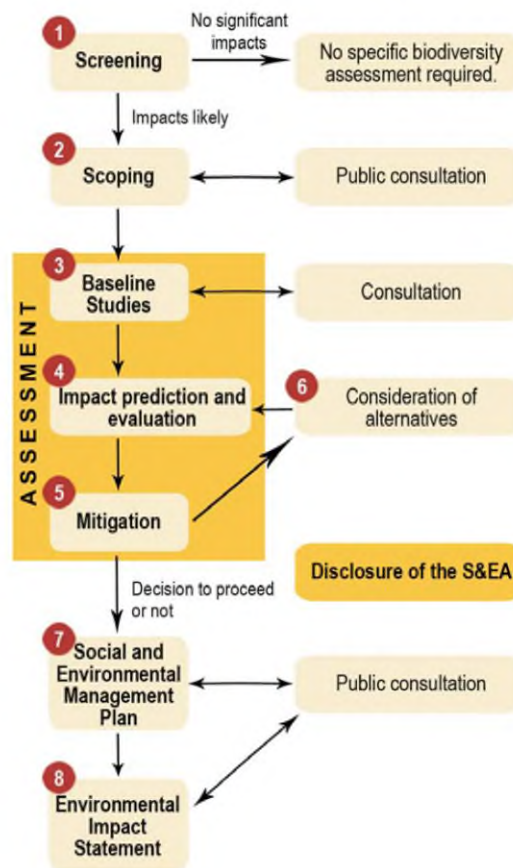 1
Screening
No significant
impacts
No specific biodiversity
assessment required.
Impacts likely
2
Scoping
Public consultation
ASSESSMENT
3
Baseline
Studies
Consultation
4
Impact prediction and
evaluation
6
Consideration of
alternatives
5
Mitigation
Disclosure of the S&EA
Decision to proceed
or not
7
Social and
Environmental
Management
Plan
Public consultation
8
Environmental
Impact
Statement